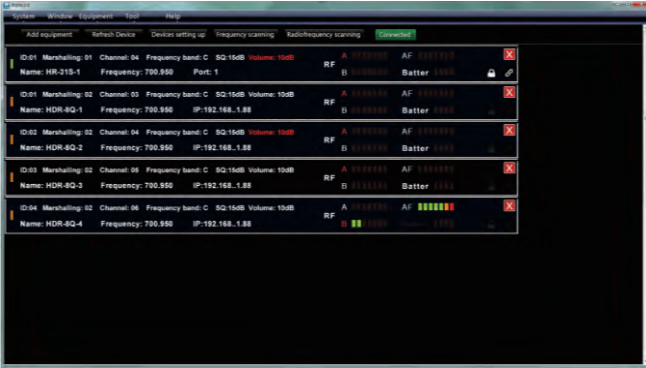 System Window Equipment Tool Help
Add equipment Refresh Device Devices setting up Frequency scanning Radiofrequency scanning Connected
ID:01 Marshalling: 01 Channel: 04 Frequency band: C SQ:15dB Volume: 10dB RF A AF X
Name: HR-31S-1 Frequency: 700.950 Port: 1 B Batter
ID:01 Marshalling: 02 Channel: 03 Frequency band: C SQ:15dB Volume: 10dB RF A AF X
Name: HDR-8Q-1 Frequency: 700.950 IP:192.168..1.88 B Batter
ID:02 Marshalling: 02 Channel: 04 Frequency band: C SQ:15dB Volume: 10dB RF A AF X
Name: HDR-8Q-2 Frequency: 700.950 IP:192.168..1.88 B Batter
ID:03 Marshalling: 02 Channel: 05 Frequency band: C SQ:15dB Volume: 10dB RF A AF X
Name: HDR-8Q-3 Frequency: 700.950 IP:192.168..1.88 B Batter
ID:04 Marshalling: 02 Channel: 06 Frequency band: C SQ:15dB Volume: 10dB RF A AF X
Name: HDR-8Q-4 Frequency: 700.950 IP:192.168..1.88 B